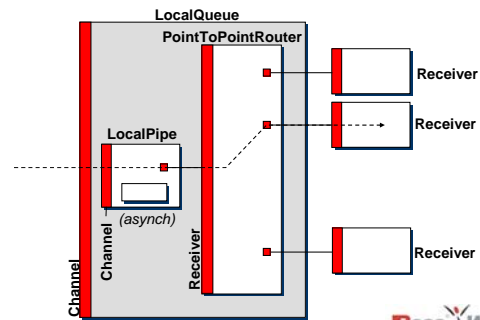 LocalQueue
PointToPointRouter
Receiver
LocalPipe
Receiver
(asynch)
Channel
Receiver
Receiver
Channel